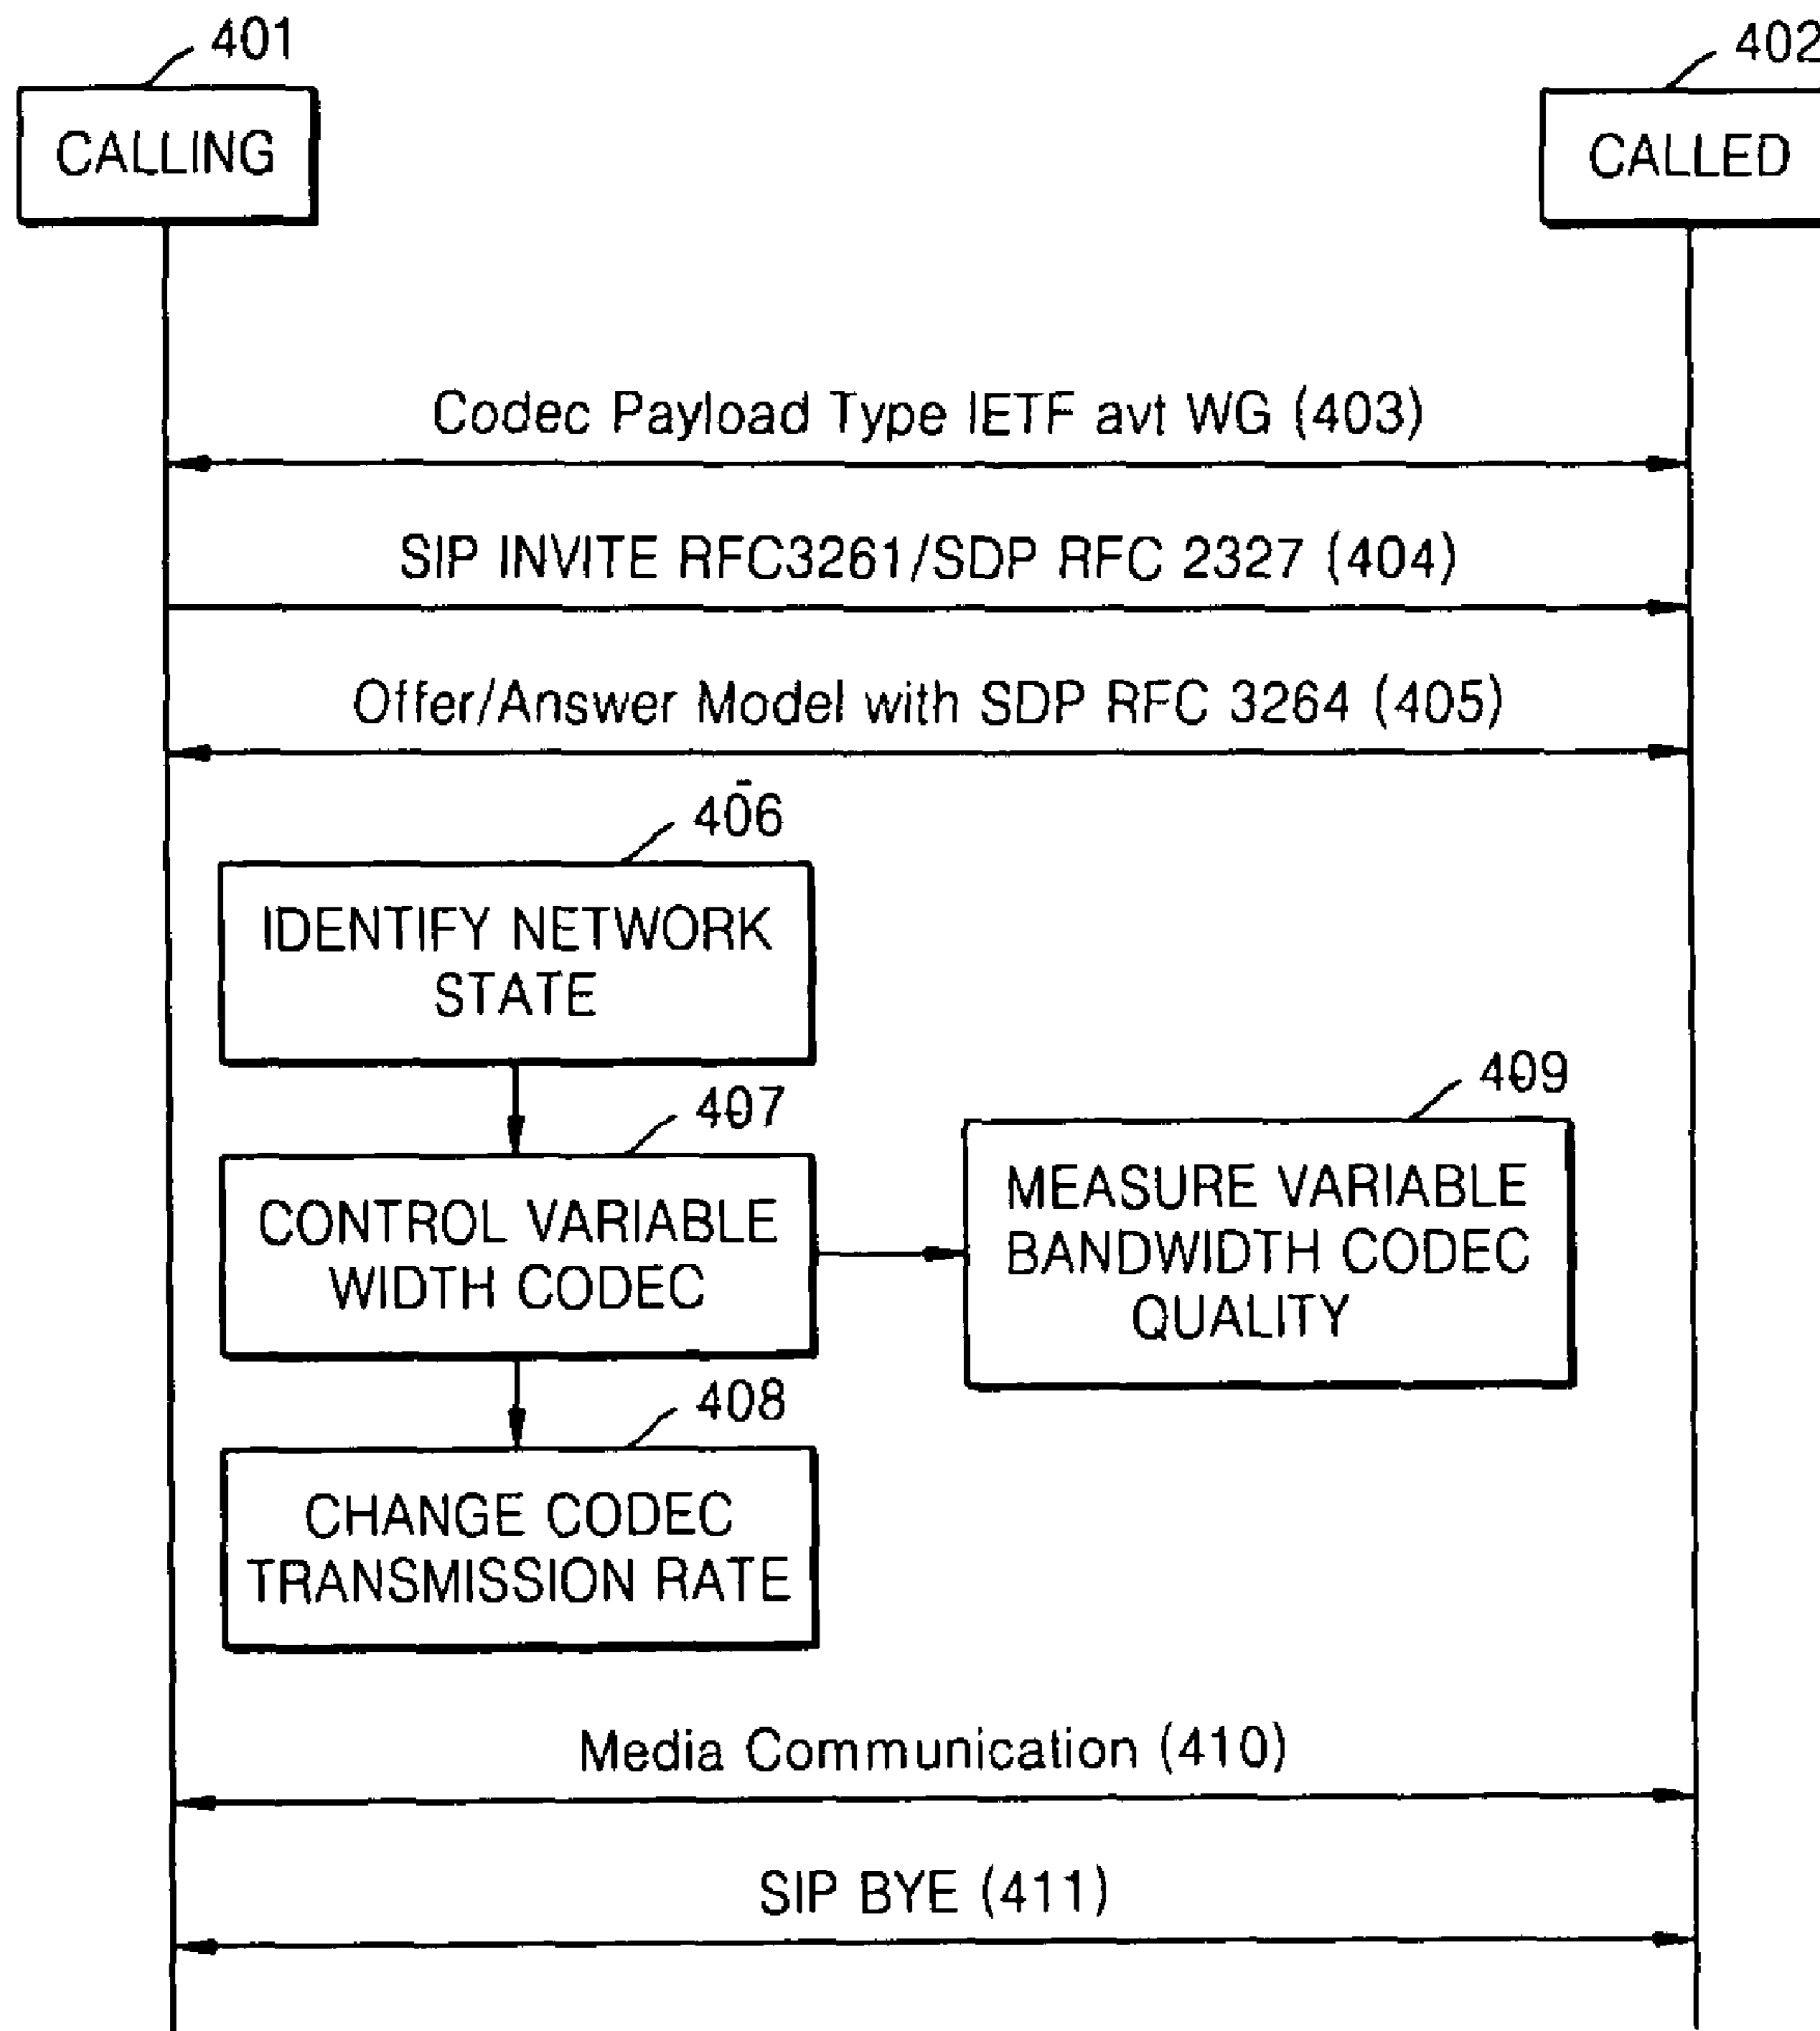 401
402
CALLING
CALLED
Codec Payload Type IETF avt WG (403)
SIP INVITE RFC3261/SDP RFC 2327 (404)
Offer/Answer Model with SDP RFC 3264 (405)
406
IDENTIFY NETWORK
STATE
407
409
CONTROL VARIABLE
WIDTH CODEC
MEASURE VARIABLE
BANDWIDTH CODEC
QUALITY
408
CHANGE CODEC
TRANSMISSION RATE
Media Communication (410)
SIP BYE (411)